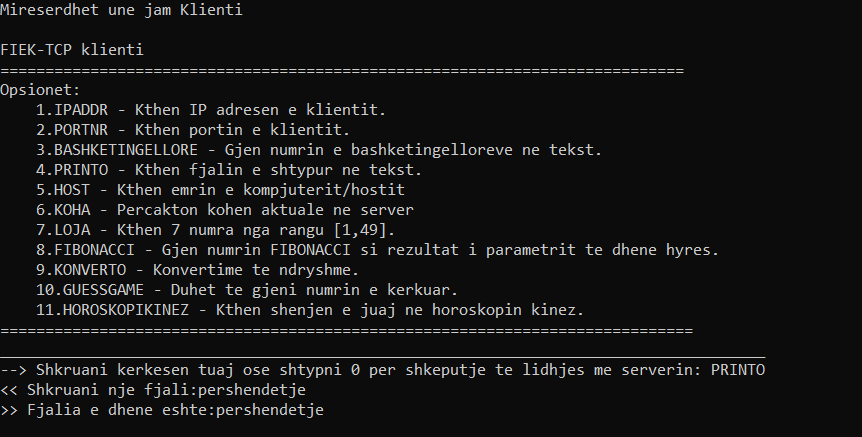 Mireserdhet une jam Klienti
FIEK-TCP klienti
============================================================================
Opsionet:
1.IPADDR - Kthen IP adresen e klientit.
2.PORTNR - Kthen portin e klientit.
3.BASHKETINGELLORE - Gjen numrin e bashketingelloreve ne tekst.
4.PRINTO - Kthen fjalin e shtypur ne tekst.
5.HOST - Kthen emrin e kompjuterit/hostit
6.KOHA - Percakton kohen aktuale ne server
7.LOJA - Kthen 7 numra nga rangu [1,49].
8.FIBONACCI - Gjen numrin FIBONACCI si rezultat i parametrit te dhene hyres.
9.KONVERTO - Konvertime te ndryshme.
10.GUESSGAME - Duhet te gjeni numrin e kerkuar.
11.HOROSKOPIKINEZ - Kthen shenjen e juaj ne horoskopin kinez.
=============================================================================
_____________________________________________________________________________________
--> Shkruani kerkesen tuaj ose shtypni 0 per shkeputje te lidhjes me serverin: PRINTO
<< Shkruani nje fjali:pershendetje
>> Fjalia e dhene eshte:pershendetje